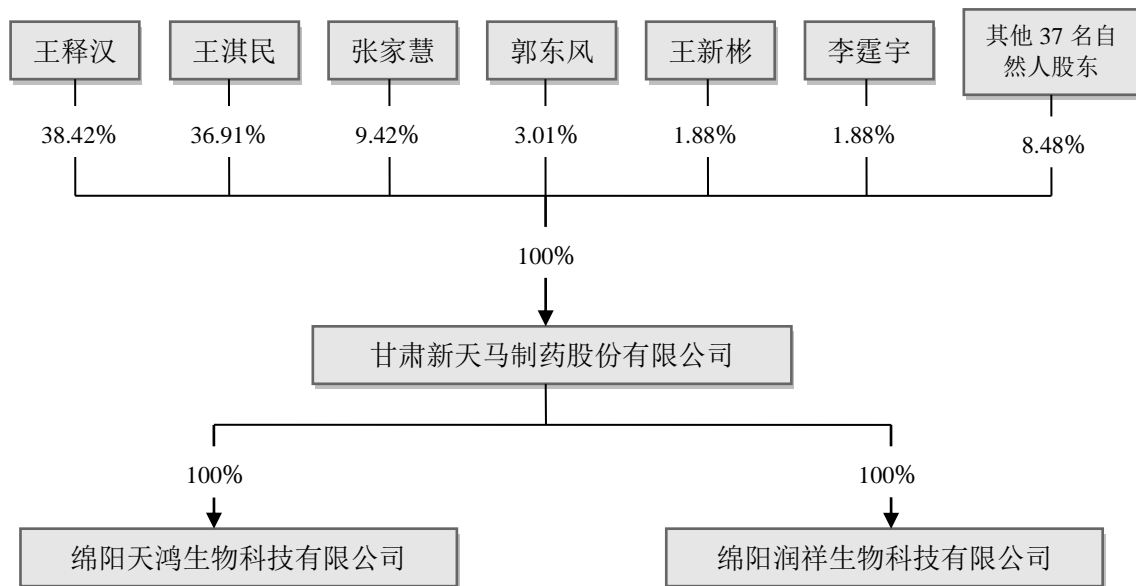 王释汉
王淇民
张家慧
郭东风
王新彬
李霆宇
其他 37 名自
然人股东
38.42%
36.91%
9.42%
3.01%
1.88%
1.88%
8.48%
100%
甘肃新天马制药股份有限公司
100%
100%
绵阳天鸿生物科技有限公司
绵阳润祥生物科技有限公司